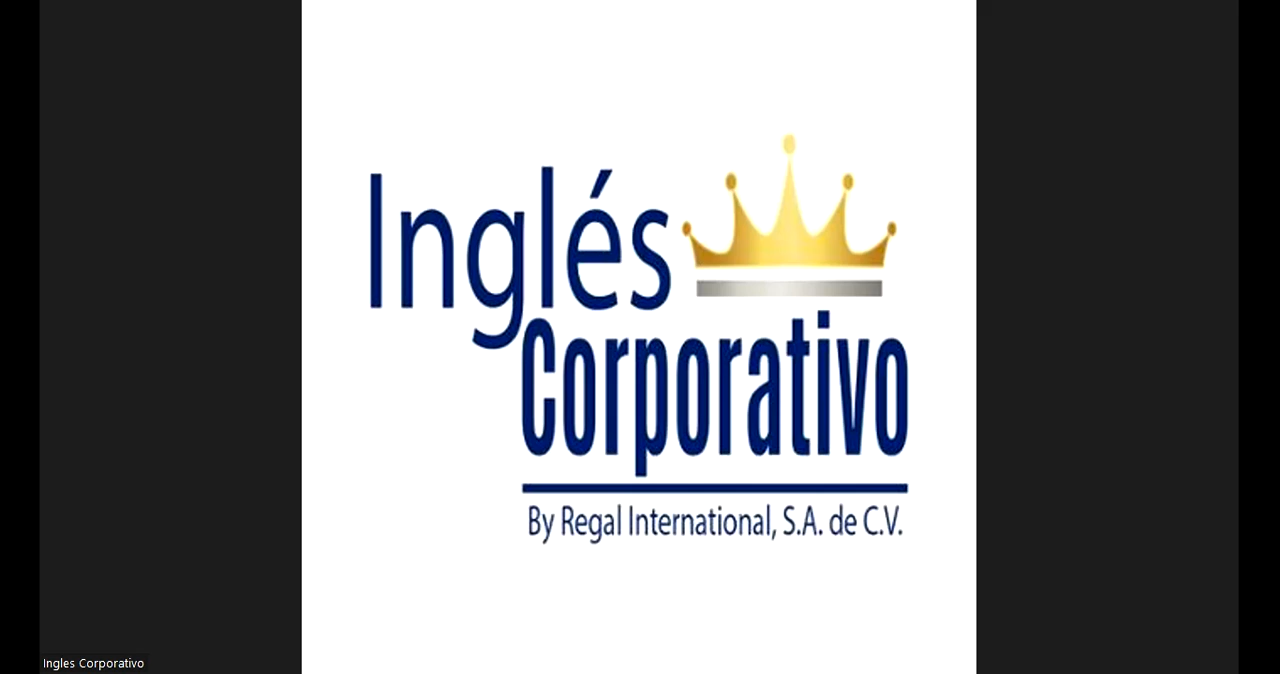 Inglés
Corporativo
By Regal International, S.A. de C.V.
Ingles Corporativo